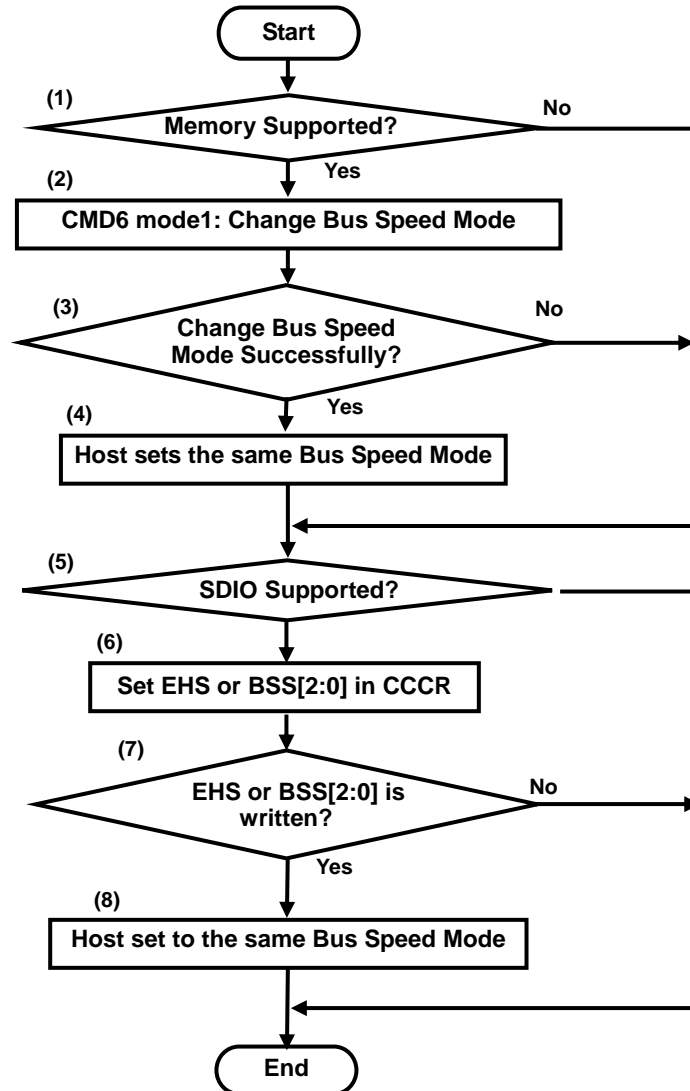 Start
(1)
Memory Supported?
No
Yes
(2)
CMD6 mode1: Change Bus Speed Mode
(3)
No
Change Bus Speed
Mode Successfully?
Yes
(4)
Host sets the same Bus Speed Mode
(5)
SDIO Supported?
(6)
Set EHS or BSS[2:0] in CCCR
(7)
EHS or BSS[2:0] is
written?
No
Yes
(8)
Host set to the same Bus Speed Mode
End